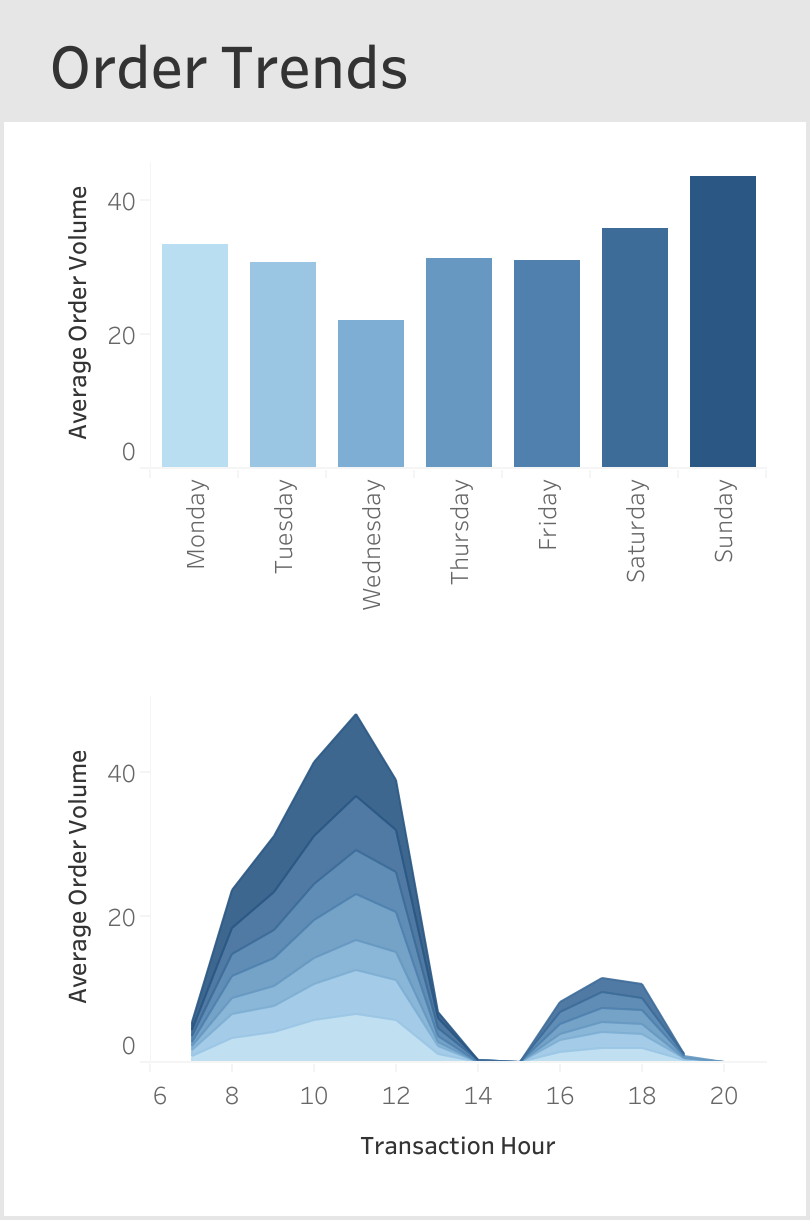 Order Trends
Average Order Volume
40
20
0
Monday
Tuesday
Wednesday
Thursday
Friday
Saturday
Sunday
Average Order Volume
40
20
0
6 8 10 12 14 16 18 20
Transaction Hour